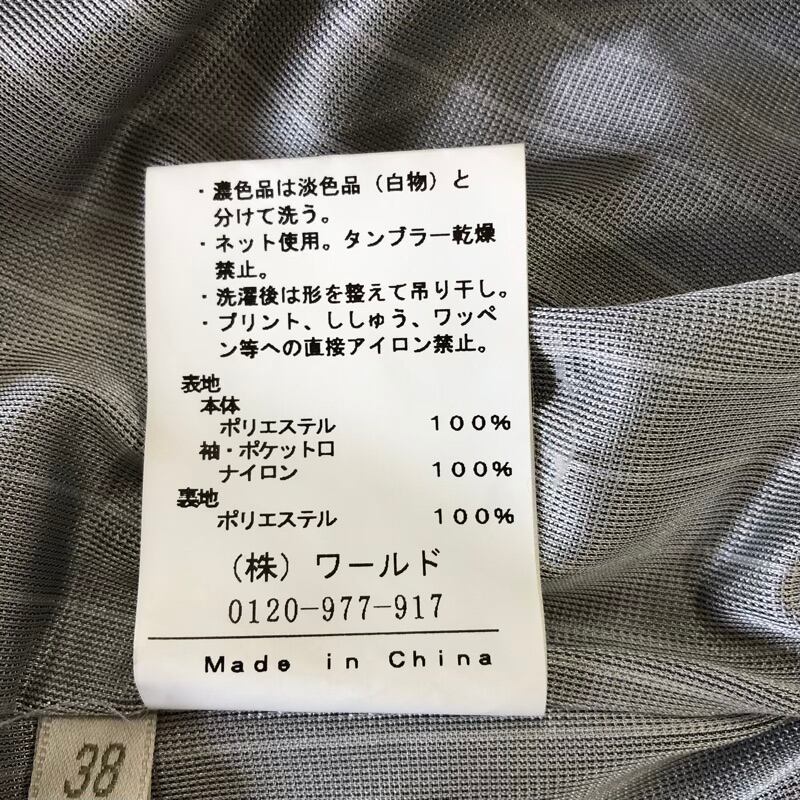 ・濃色品は淡色品（白物）と
分けて洗う。
・ネット使用。タンブラー乾燥
禁止。
・洗濯後は形を整えて吊り干し。
・プリント、ししゅう、ワッペ
ン等への直接アイロン禁止。
表地
本体
ポリエステル 100%
袖・ポケット口
ナイロン 100%
裏地
ポリエステル 100%
（株）ワールド
0120-977-917
Made in China
38